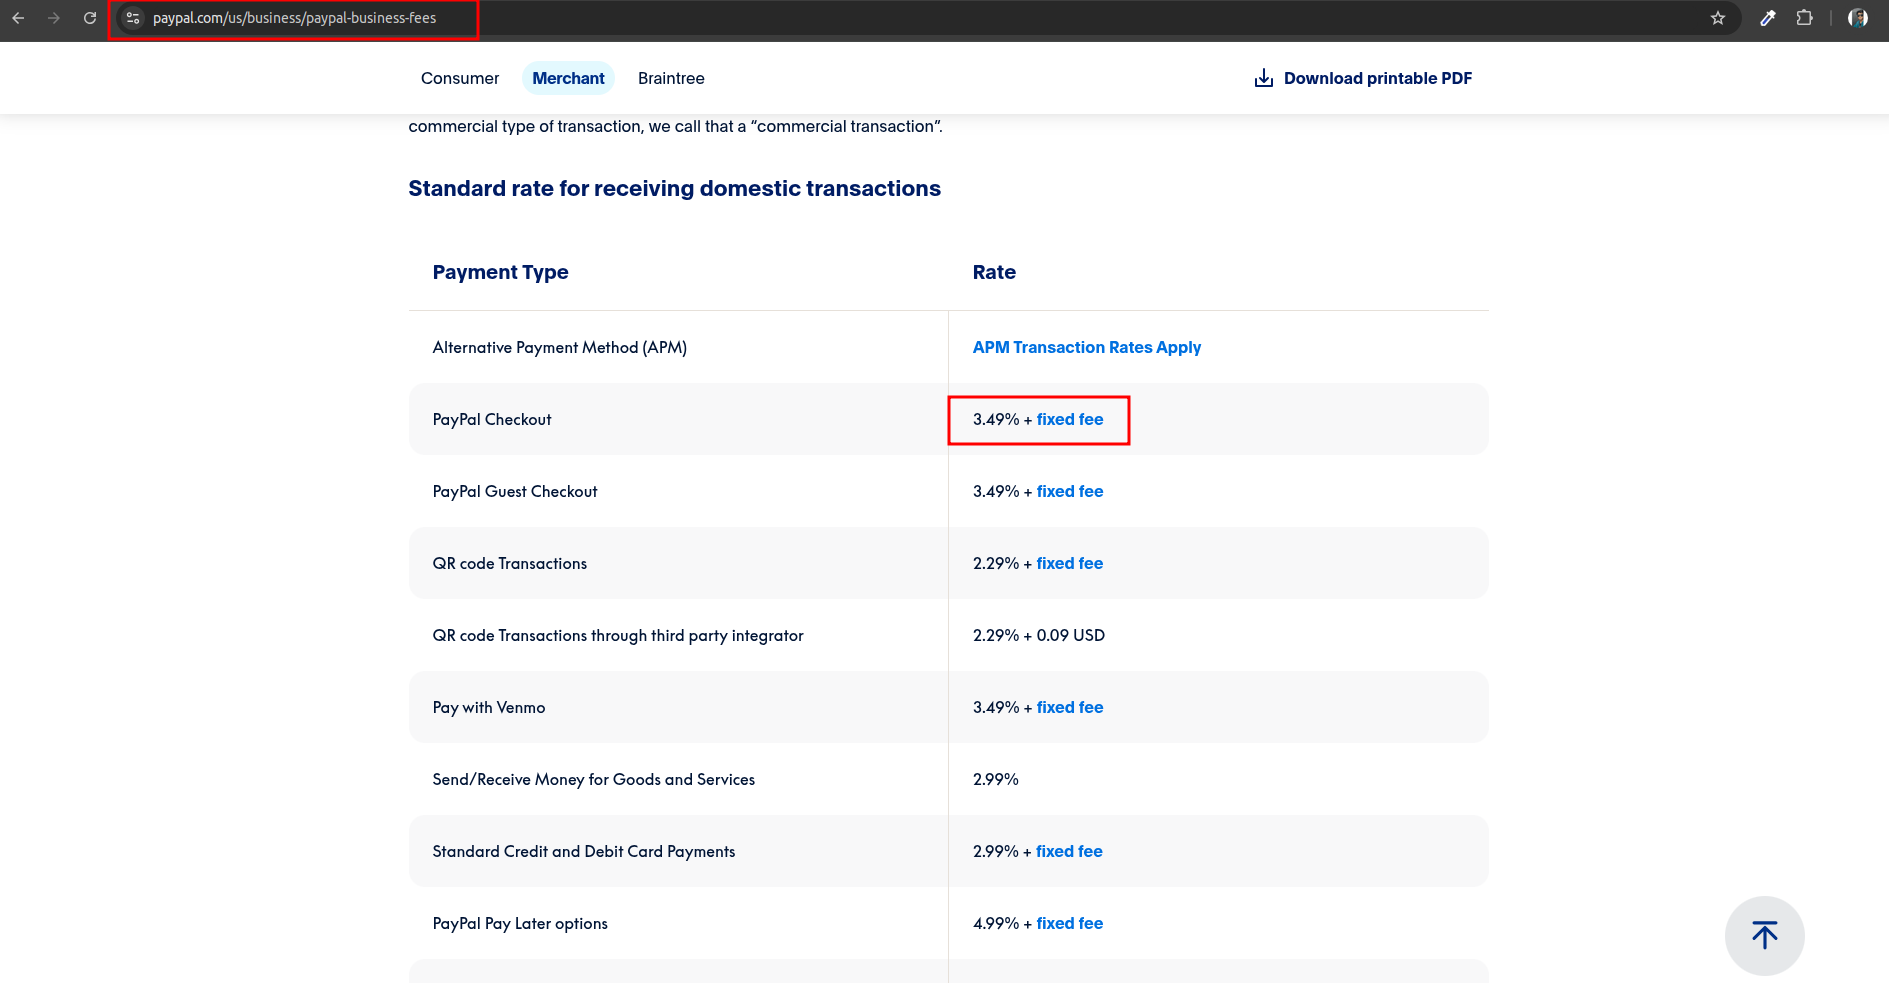 paypal.com/us/business/paypal-business-fees
Consumer Merchant Braintree Download printable PDF
commercial type of transaction, we call that a “commercial transaction”.
Standard rate for receiving domestic transactions
Payment Type Rate
Alternative Payment Method (APM) APM Transaction Rates Apply
PayPal Checkout 3.49% + fixed fee
PayPal Guest Checkout 3.49% + fixed fee
QR code Transactions 2.29% + fixed fee
QR code Transactions through third party integrator 2.29% + 0.09 USD
Pay with Venmo 3.49% + fixed fee
Send/Receive Money for Goods and Services 2.99%
Standard Credit and Debit Card Payments 2.99% + fixed fee
PayPal Pay Later options 4.99% + fixed fee